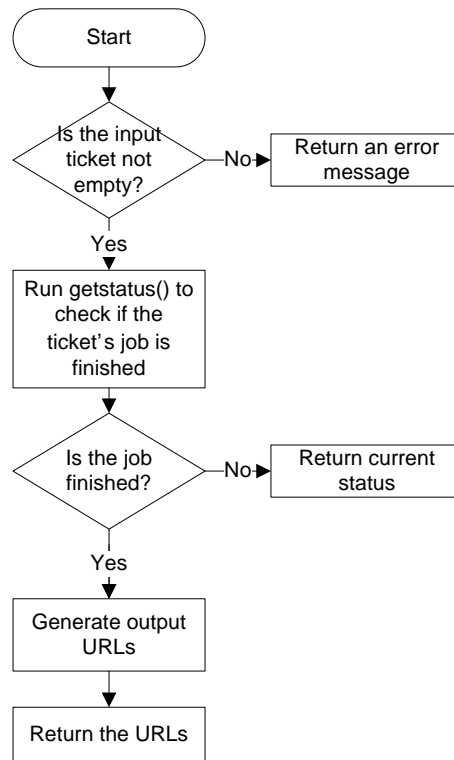 Start
Is the input
ticket not
empty?
No
Return an error
message
Yes
Run getstatus() to
check if the
ticket's job is
finished
Is the job
finished?
No
Return current
status
Yes
Generate output
URLs
Return the URLs